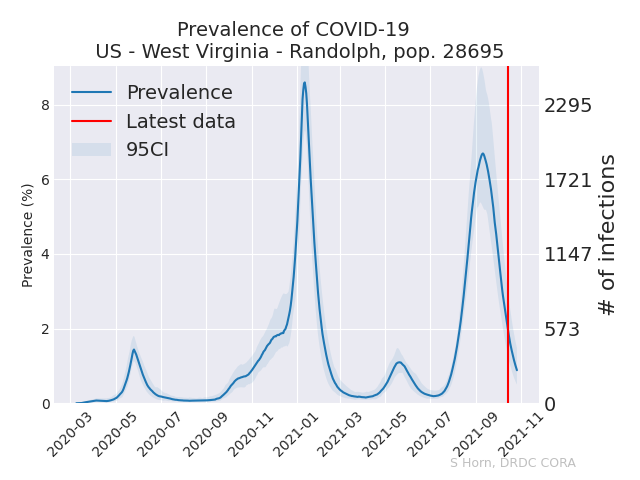 Prevalence of COVID-19
US - West Virginia - Randolph, pop. 28695
Prevalence
Latest data
95CI
Prevalence (%)
8
6
4
2
0
2295
1721
1147
573
0
# of infections
2020-03
2020-05
2020-07
2020-09
2020-11
2021-01
2021-03
2021-05
2021-07
2021-09
2021-11
S Horn, DRDC CORA